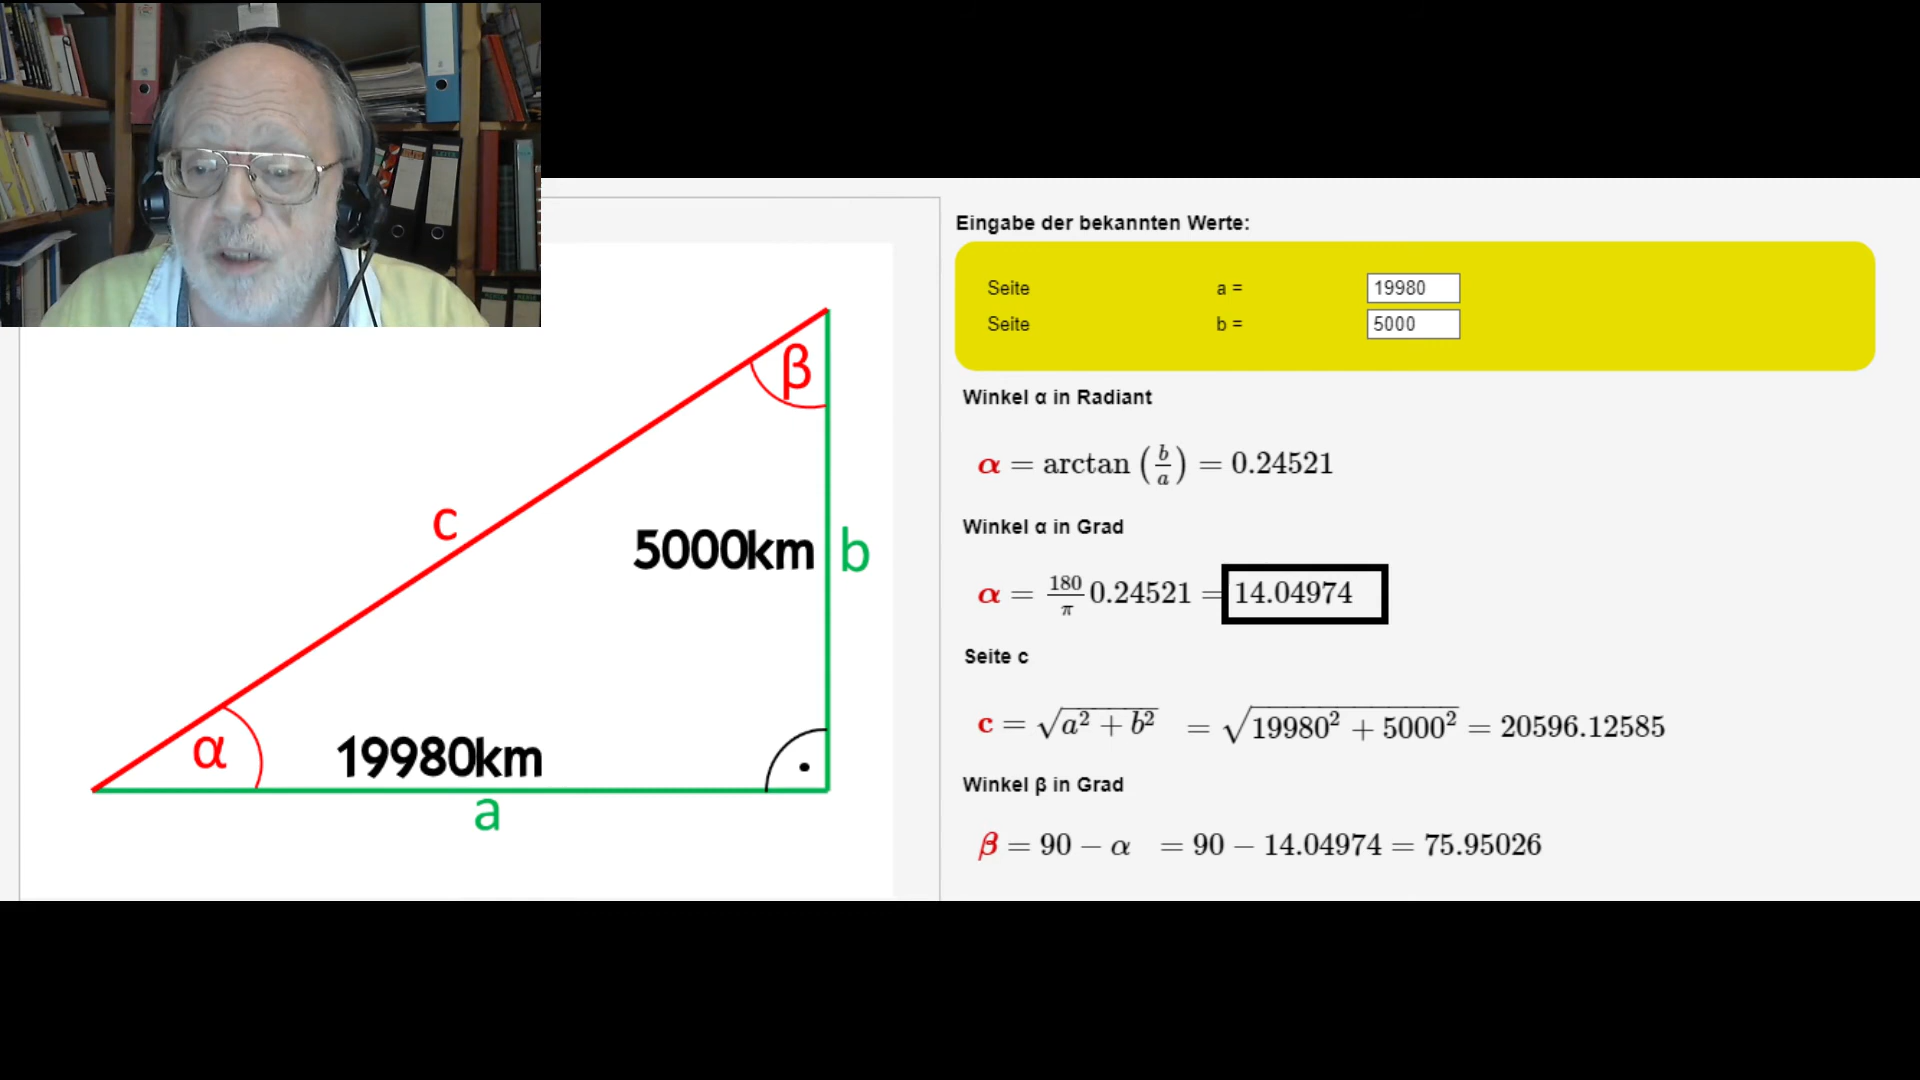 β
c
5000km b
α
19980km
a
Eingabe der bekannten Werte:
Seite a = 19980
Seite b = 5000
Winkel α in Radiant
α = arctan (b/a) = 0.24521
Winkel α in Grad
α = 180/π 0.24521 = 14.04974
Seite c
c = √a² + b² = √19980² + 5000² = 20596.12585
Winkel β in Grad
β = 90 − α = 90 − 14.04974 = 75.95026